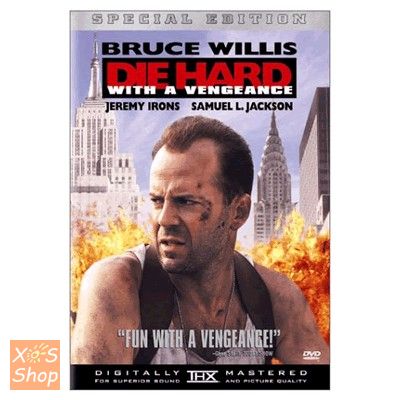 SPECIAL EDITION
BRUCE WILLIS
DIE HARD
WITH A VENGEANCE
JEREMY IRONS SAMUEL L. JACKSON
"FUN WITH A VENGEANCE!"
DVD
DIGITALLY THX MASTERED
FOR SUPERIOR SOUND AND PICTURE QUALITY
X S
Shop